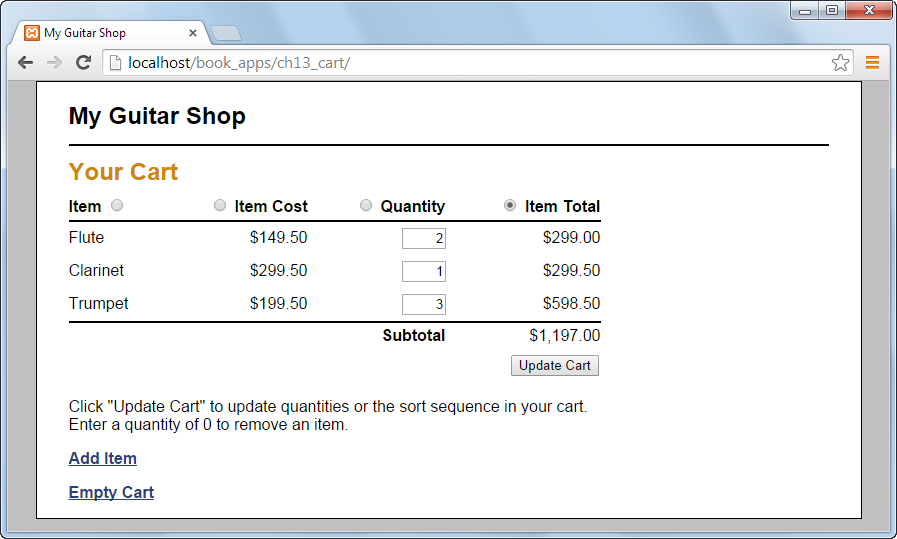 My Guitar Shop
localhost/book_apps/ch13_cart/
My Guitar Shop
Your Cart
Item Item Cost Quantity Item Total
Flute $149.50 2 $299.00
Clarinet $299.50 1 $299.50
Trumpet $199.50 3 $598.50
Subtotal $1,197.00
Update Cart
Click "Update Cart" to update quantities or the sort sequence in your cart.
Enter a quantity of 0 to remove an item.
Add Item
Empty Cart